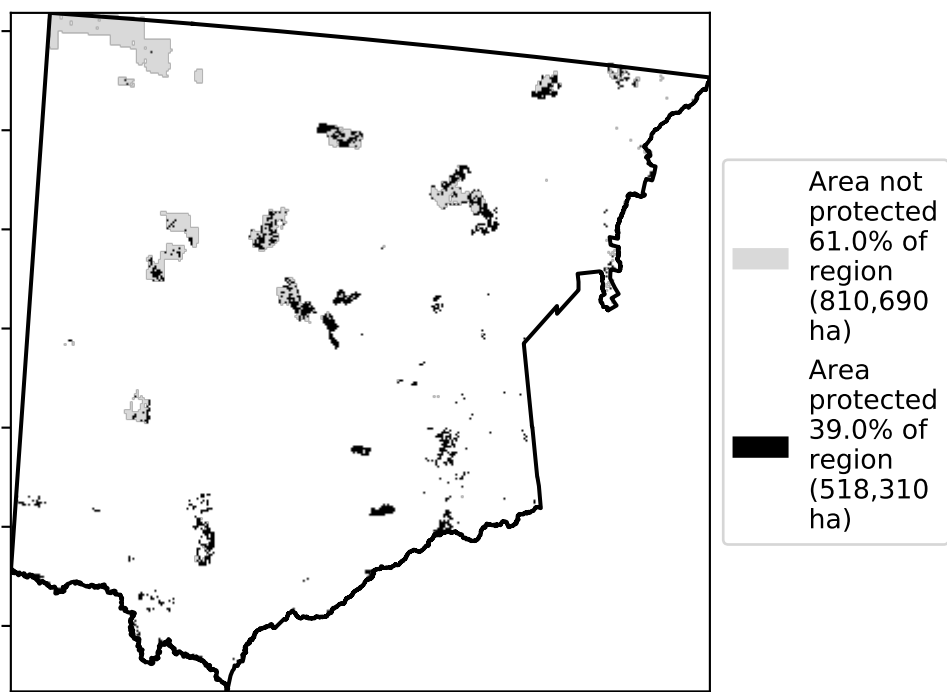 Area not
protected
61.0% of
region
(810,690
ha)
Area
protected
39.0% of
region
(518,310
ha)